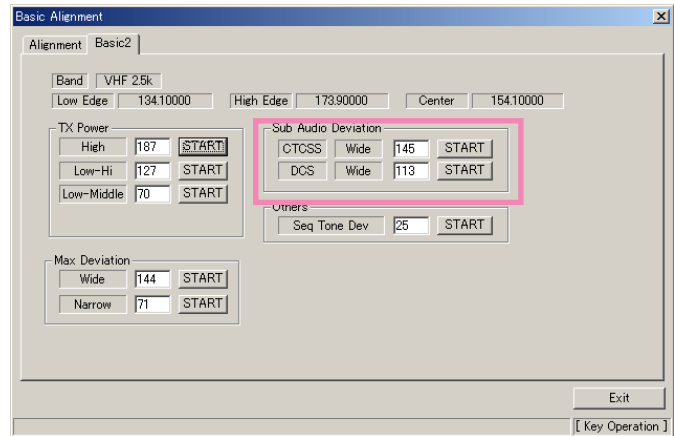 Basic Alignment
Alignment Basic2
Band VHF 2.5k
Low Edge 134.10000 High Edge 173.90000 Center 154.10000
TX Power
High 187 START
Low-Hi 127 START
Low-Middle 70 START
Sub Audio Deviation
CTCSS Wide 145 START
DCS Wide 113 START
Others
Seq Tone Dev 25 START
Max Deviation
Wide 144 START
Narrow 71 START
Exit
[ Key Operation ]